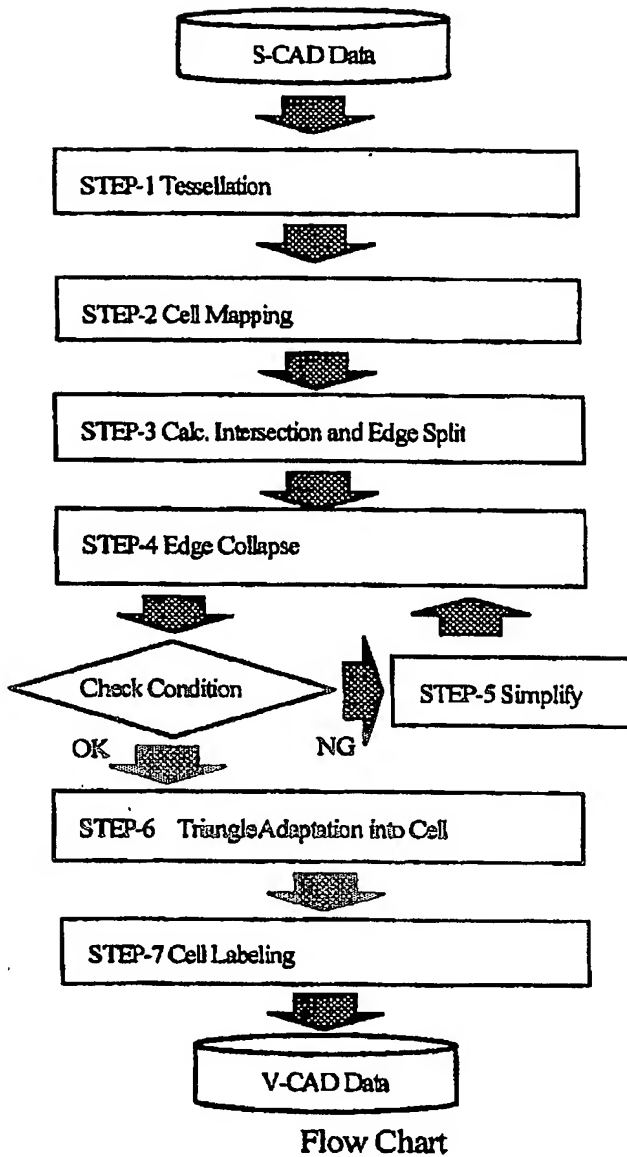 S-CAD Data
STEP-1 Tessellation
STEP-2 Cell Mapping
STEP-3 Calc. Intersection and Edge Split
STEP-4 Edge Collapse
Check Condition
STEP-5 Simplify
OK
NG
STEP-6 Triangle Adaptation into Cell
STEP-7 Cell Labeling
V-CAD Data
Flow Chart